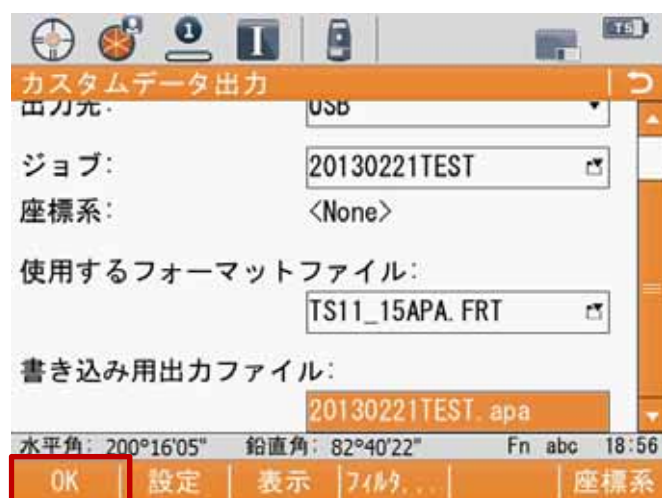 カスタムデータ出力
出力先: USB
ジョブ: 20130221TEST
座標系: <None>
使用するフォーマットファイル:
TS11_15APA.FRT
書き込み用出力ファイル:
20130221TEST.apa
水平角: 200°16'05" 鉛直角: 82°40'22" Fn abc 18:56
OK 設定 表示 フィルタ... 座標系